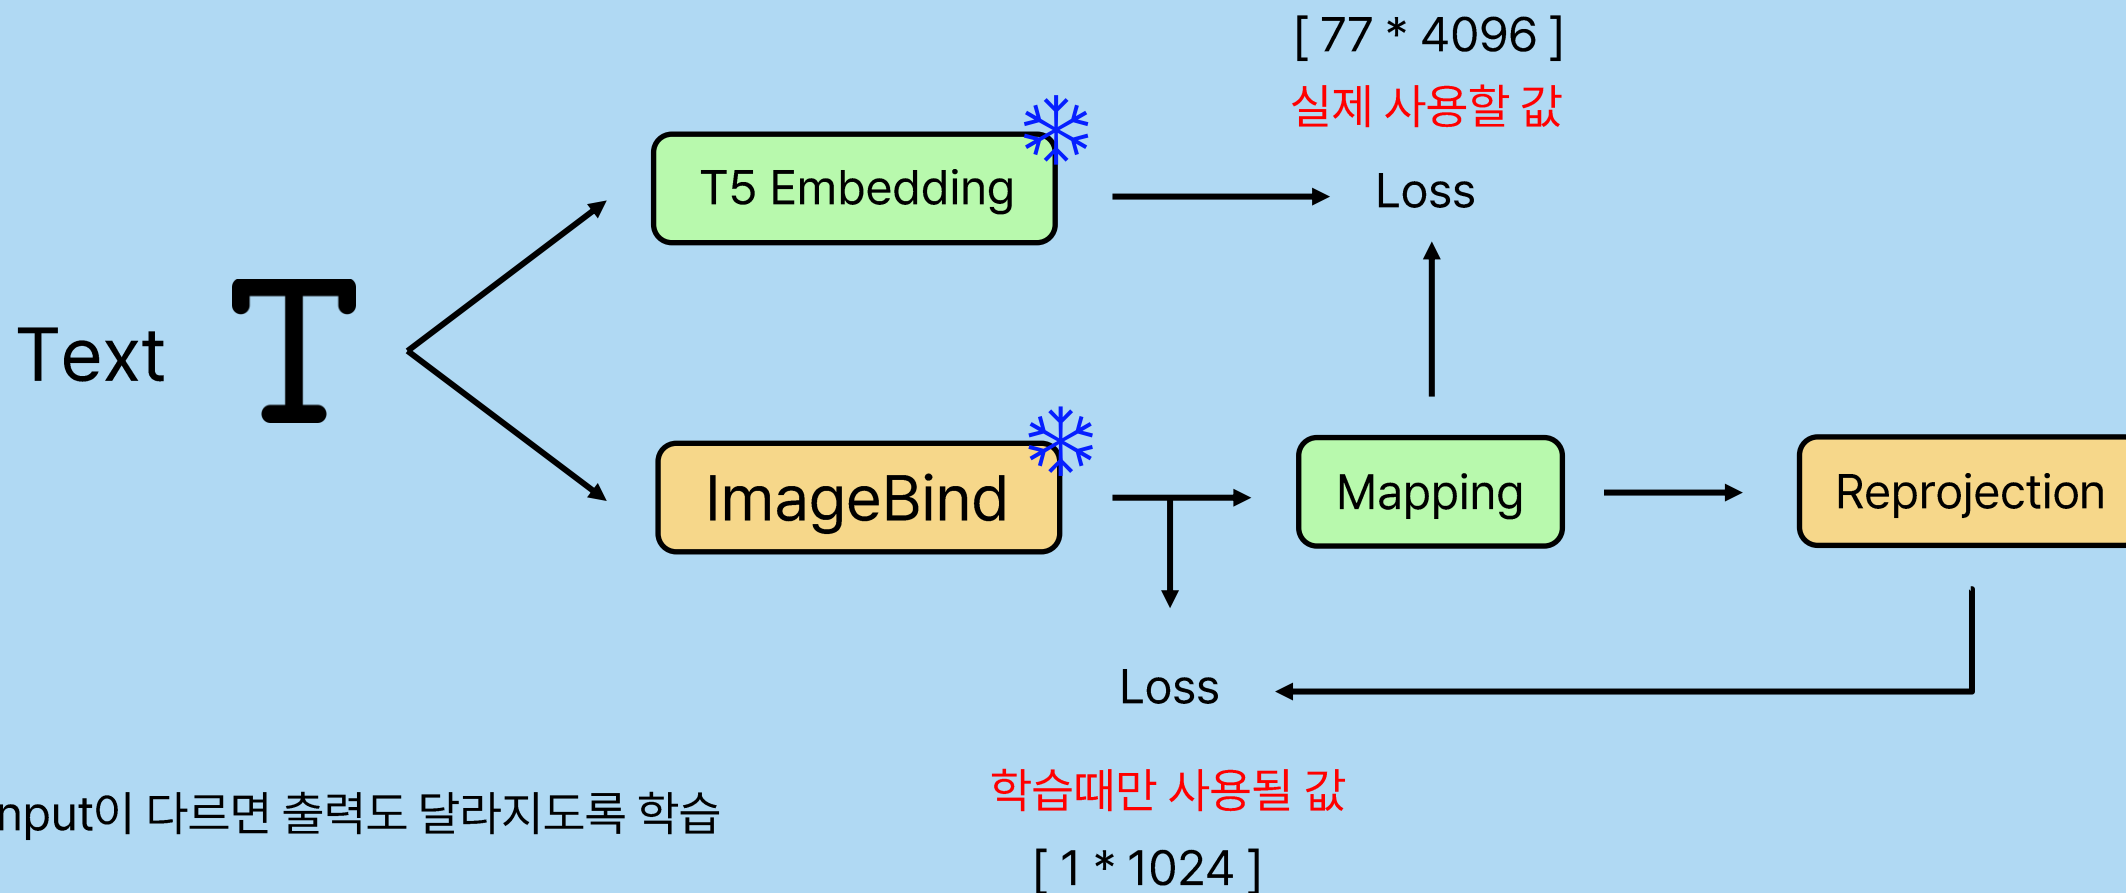 [ 77 * 4096 ]
실제 사용할 값
T5 Embedding
Loss
Text
ImageBind
Mapping
Reprojection
Loss
학습때만 사용될 값
nput이 다르면 출력도 달라지도록 학습
[ 1 * 1024 ]